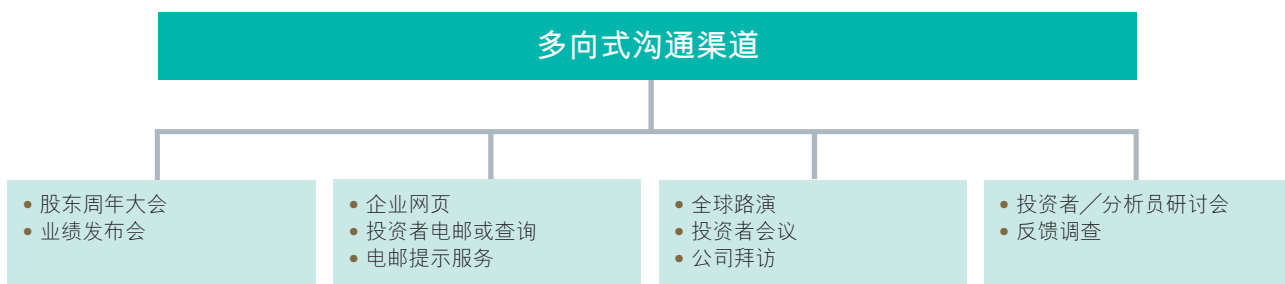 多向式沟通渠道
• 股东周年大会
• 业绩发布会
• 企业网页
• 投资者电邮或查询
• 电邮提示服务
• 全球路演
• 投资者会议
• 公司拜访
• 投资者╱分析员研讨会
• 反馈调查